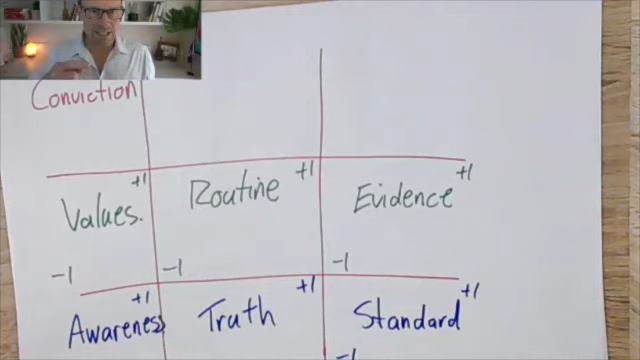 Conviction
+1 +1 +1
Values. Routine Evidence
-1 -1 -1
+1 +1 +1
Awareness Truth Standard
-1